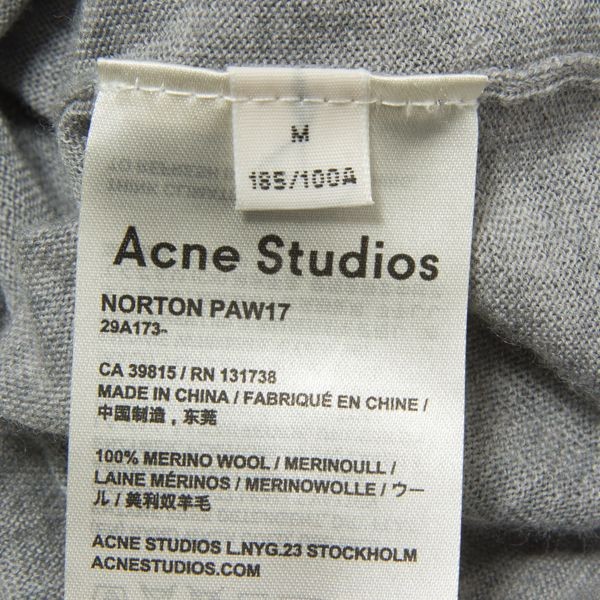 M
185/100A
Acne Studios
NORTON PAW17
29A173-
CA 39815 / RN 131738
MADE IN CHINA / FABRIQUÉ EN CHINE /
中国制造，东莞
100% MERINO WOOL / MERINOULL /
LAINE MÉRINOS / MERINOWOLLE / ウー
ル / 美利奴羊毛
ACNE STUDIOS L.NYG.23 STOCKHOLM
ACNESTUDIOS.COM